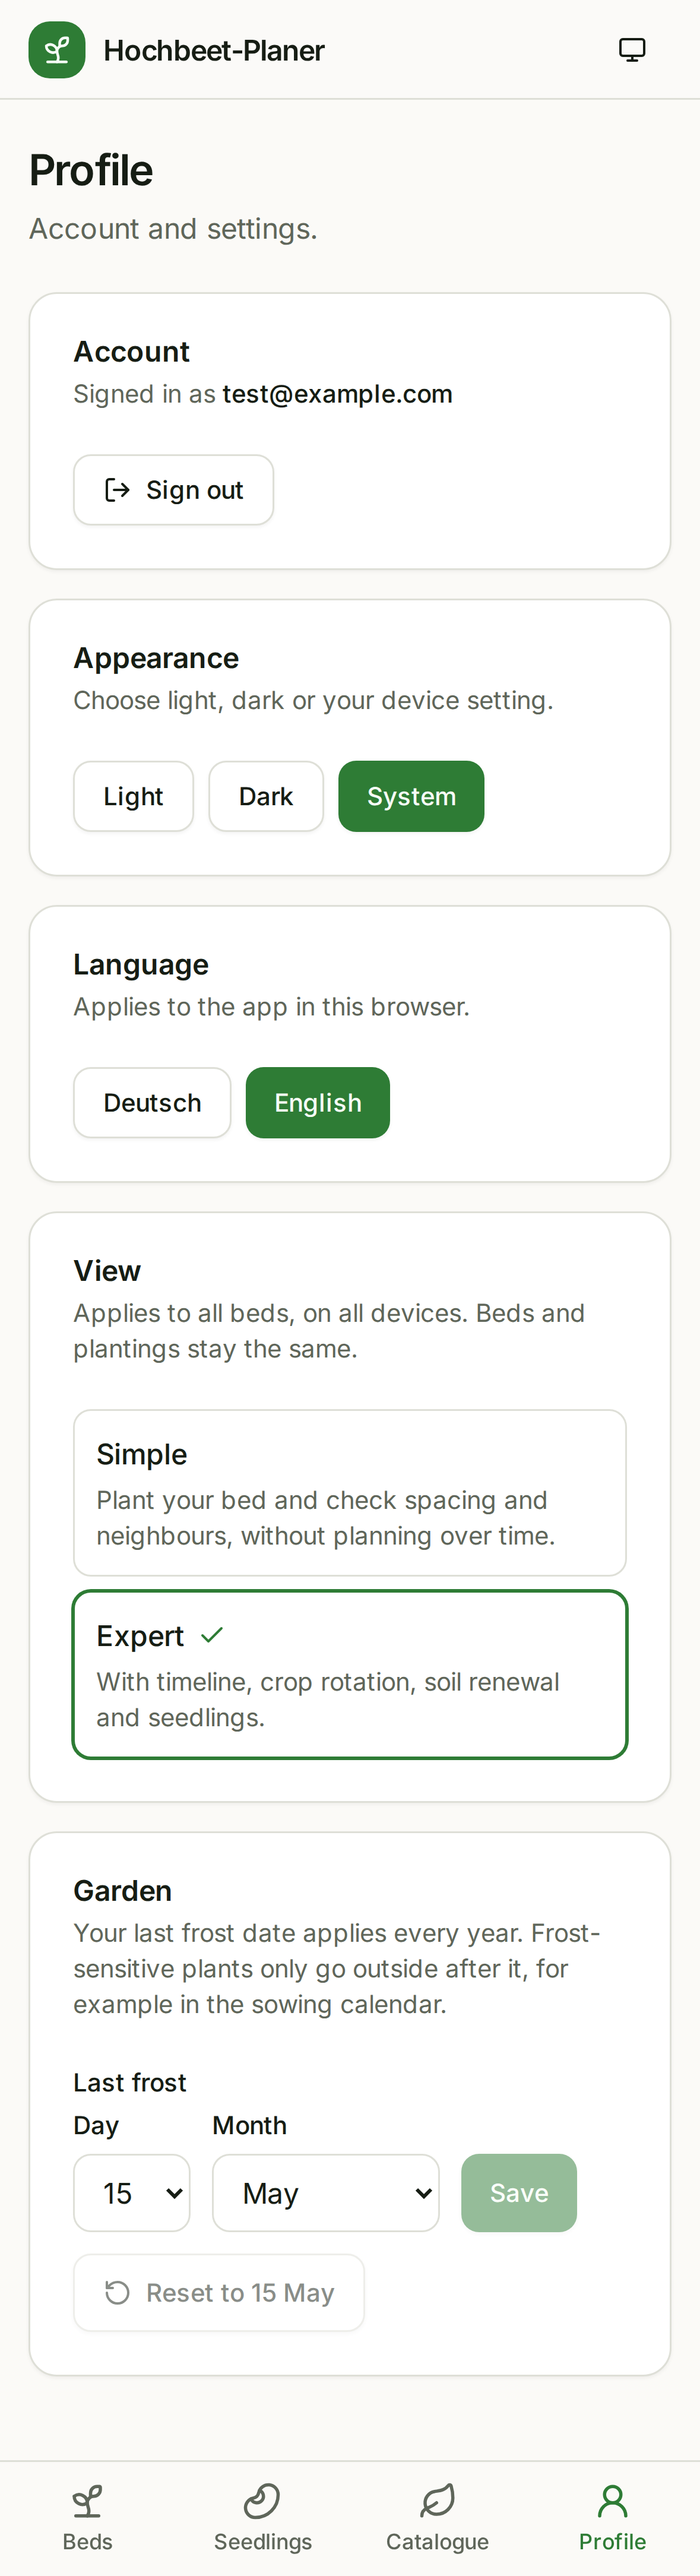 Hochbeet-Planer
Profile
Account and settings.
Account
Signed in as test@example.com
Sign out
Appearance
Choose light, dark or your device setting.
Light
Dark
System
Language
Applies to the app in this browser.
Deutsch
English
View
Applies to all beds, on all devices. Beds and
plantings stay the same.
Simple
Plant your bed and check spacing and
neighbours, without planning over time.
Expert
With timeline, crop rotation, soil renewal
and seedlings.
Garden
Your last frost date applies every year. Frost-
sensitive plants only go outside after it, for
example in the sowing calendar.
Last frost
Day
Month
15
May
Save
Reset to 15 May
Beds
Seedlings
Catalogue
Profile